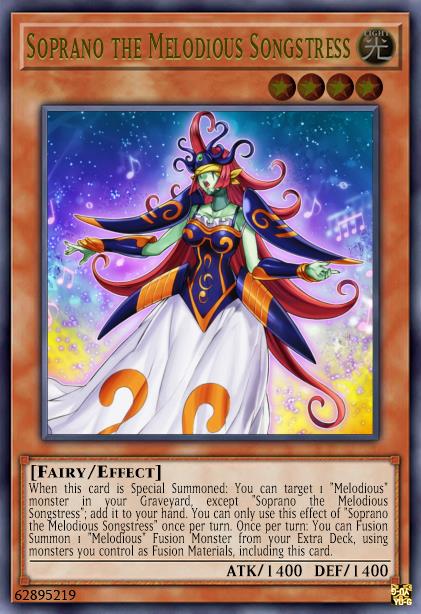 SOPRANO THE MELODIOUS SONGSTRESS
LIGHT
光
[FAIRY/EFFECT]
When this card is Special Summoned: You can target 1 "Melodious"
monster in your Graveyard, except "Soprano the Melodious
Songstress"; add it to your hand. You can only use this effect of "Soprano
the Melodious Songstress" once per turn. Once per turn: You can Fusion
Summon 1 "Melodious" Fusion Monster from your Extra Deck, using
monsters you control as Fusion Materials, including this card.
ATK/1400 DEF/1400
62895219